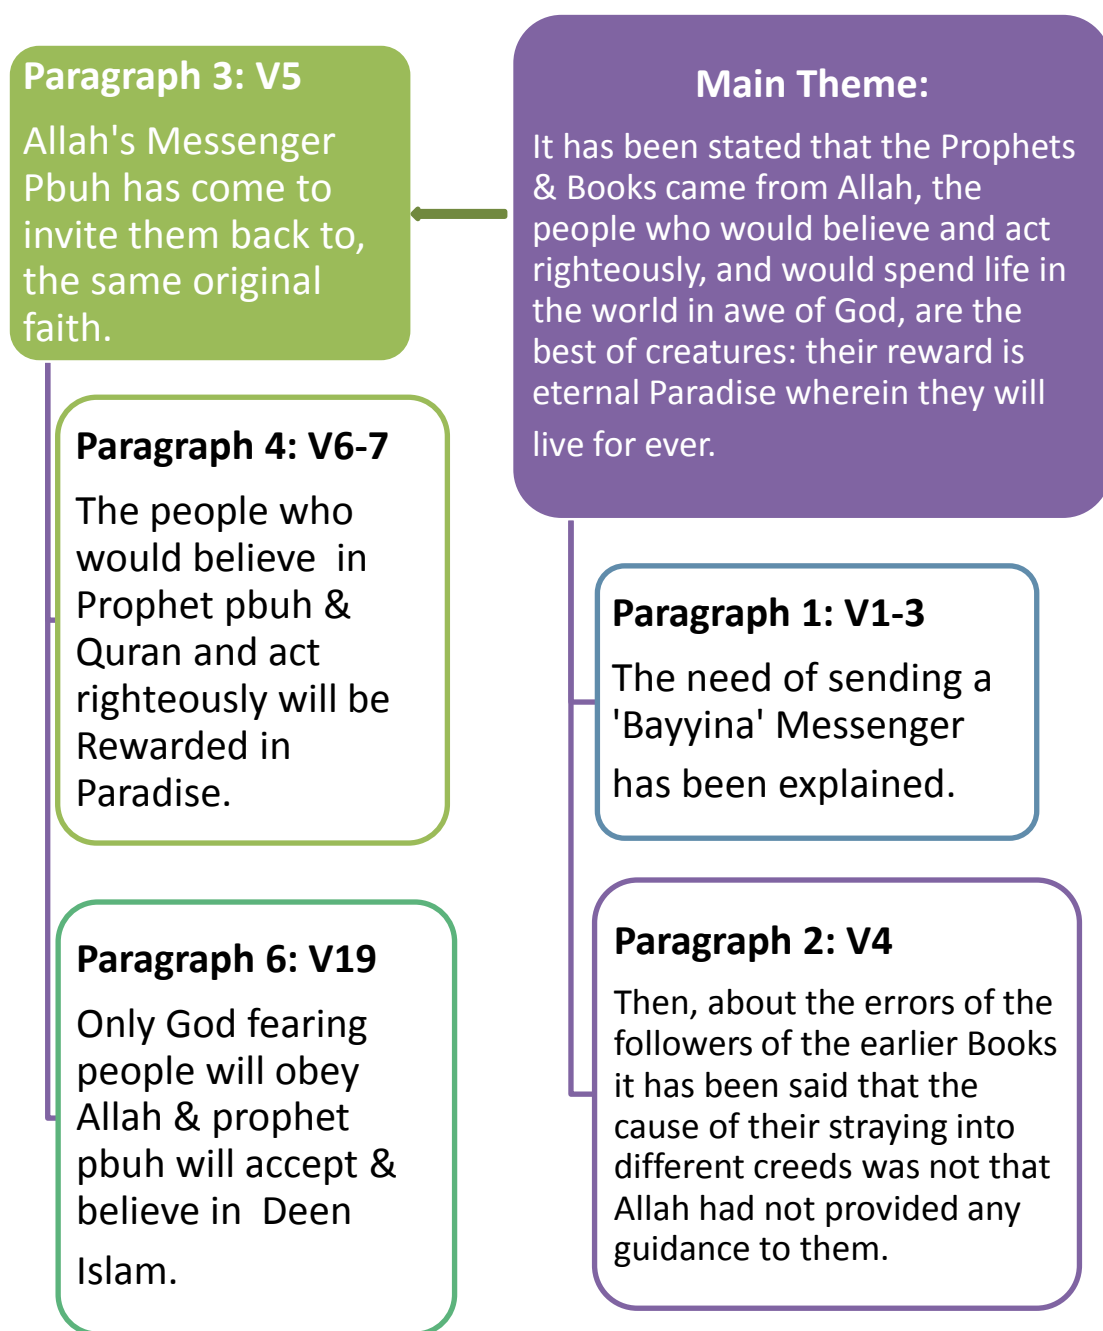 Main Theme:
It has been stated that the Prophets
& Books came from Allah, the
people who would believe and act
righteously, and would spend life in
the world in awe of God, are the
best of creatures: their reward is
eternal Paradise wherein they will
live for ever.
Paragraph 1: V1-3
The need of sending a
'Bayyina' Messenger
has been explained.
Paragraph 2: V4
Then, about the errors of the
followers of the earlier Books
it has been said that the
cause of their straying into
different creeds was not that
Allah had not provided any
guidance to them.
Paragraph 3: V5
Allah's Messenger
Pbuh has come to
invite them back to,
the same original
faith.
Paragraph 4: V6-7
The people who
would believe in
Prophet pbuh &
Quran and act
righteously will be
Rewarded in
Paradise.
Paragraph 6: V19
Only God fearing
people will obey
Allah & prophet
pbuh will accept &
believe in Deen
Islam.